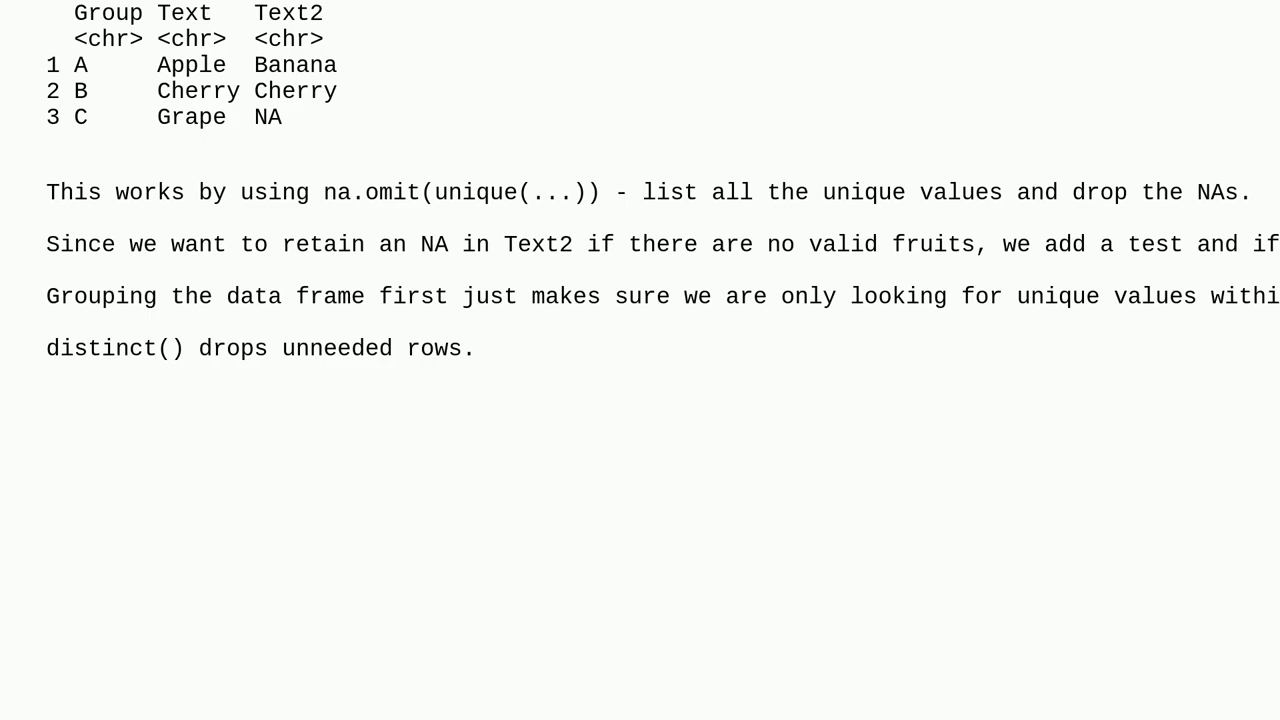 Group Text Text2
<chr> <chr> <chr>
1 A Apple Banana
2 B Cherry Cherry
3 C Grape NA
This works by using na.omit(unique(...)) - list all the unique values and drop the NAs.
Since we want to retain an NA in Text2 if there are no valid fruits, we add a test and if
Grouping the data frame first just makes sure we are only looking for unique values withi
distinct() drops unneeded rows.